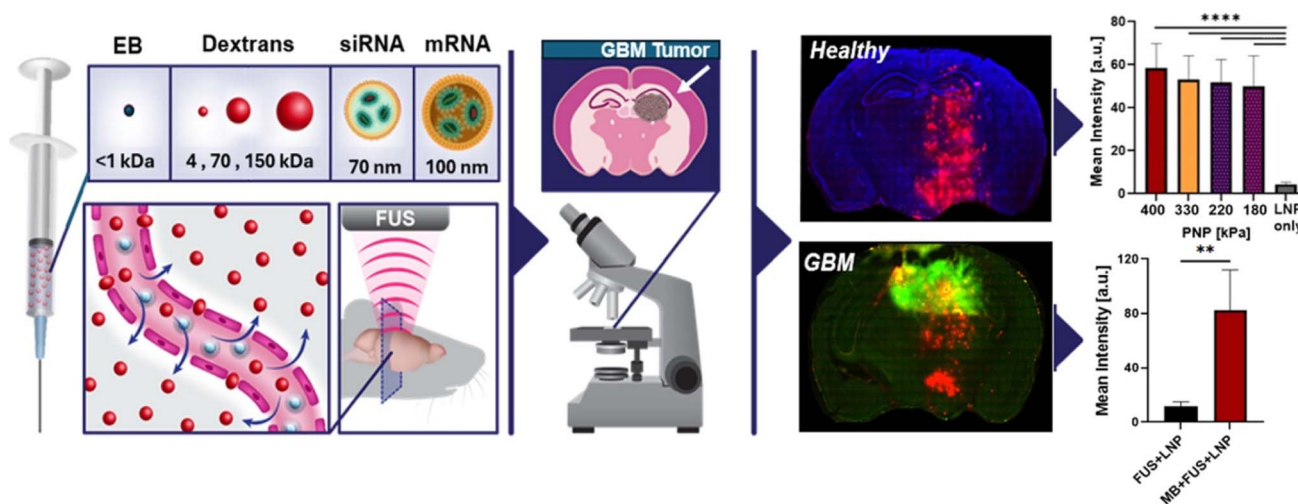 EB
Dextrans
siRNA
mRNA
<1 kDa
4 , 70 , 150 kDa
70 nm
100 nm
FUS
GBM Tumor
Healthy
GBM
Mean Intensity [a.u.]
80
60
40
20
0
****
400
330
220
180
LNP
only
PNP [kPa]
Mean Intensity [a.u.]
120
80
40
0
**
FUS+LNP
MB+FUS+LNP